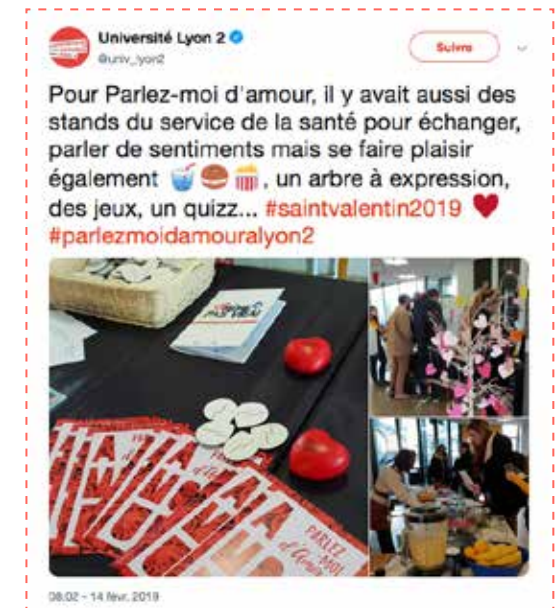 Université Lyon 2
@univ_lyon2
Suivre
Pour Parlez-moi d'amour, il y avait aussi des
stands du service de la santé pour échanger,
parler de sentiments mais se faire plaisir
également 🥤🍔🍿, un arbre à expression,
des jeux, un quizz... #saintvalentin2019 ♥
#parlezmoidamouralyon2
PARLEZ
MOI
d'Amour
08:02 - 14 févr. 2019